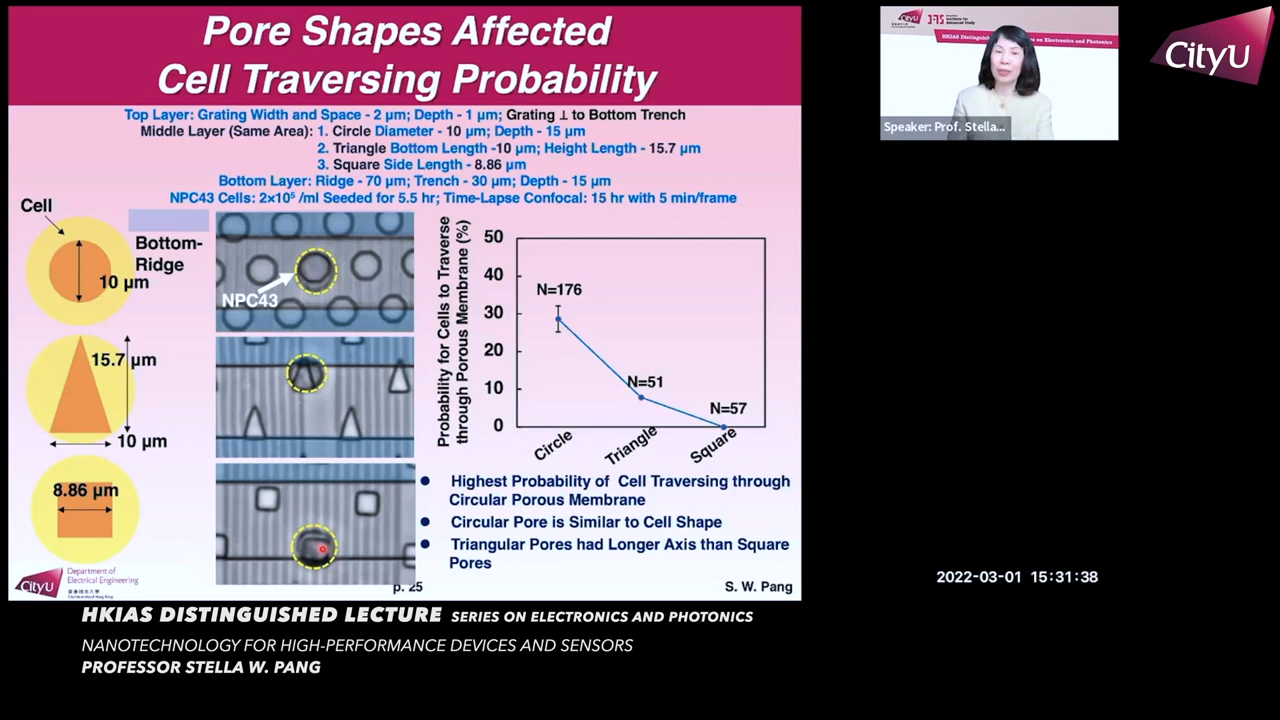 Pore Shapes Affected
Cell Traversing Probability
Top Layer: Grating Width and Space - 2 µm; Depth - 1 µm; Grating ⊥ to Bottom Trench
Middle Layer (Same Area): 1. Circle Diameter - 10 µm; Depth - 15 µm
2. Triangle Bottom Length -10 µm; Height Length - 15.7 µm
3. Square Side Length - 8.86 µm
Bottom Layer: Ridge - 70 µm; Trench - 30 µm; Depth - 15 µm
NPC43 Cells: 2×10⁵ /ml Seeded for 5.5 hr; Time-Lapse Confocal: 15 hr with 5 min/frame
Cell
Bottom-
Ridge
10 µm
15.7 µm
10 µm
8.86 µm
NPC43
Probability for Cells to Traverse
through Porous Membrane (%)
50
40
30
20
10
0
N=176
N=51
N=57
Circle
Triangle
Square
Highest Probability of Cell Traversing through
Circular Porous Membrane
Circular Pore is Similar to Cell Shape
Triangular Pores had Longer Axis than Square
Pores
CityU
Department of
Electrical Engineering
p. 25
S. W. Pang
CityU
Institute for
Advanced Study
HKIAS Distinguish
es on Electronics and Photonics
Speaker: Prof. Stella...
CityU
2022-03-01 15:31:38
HKIAS DISTINGUISHED LECTURE SERIES ON ELECTRONICS AND PHOTONICS
NANOTECHNOLOGY FOR HIGH-PERFORMANCE DEVICES AND SENSORS
PROFESSOR STELLA W. PANG